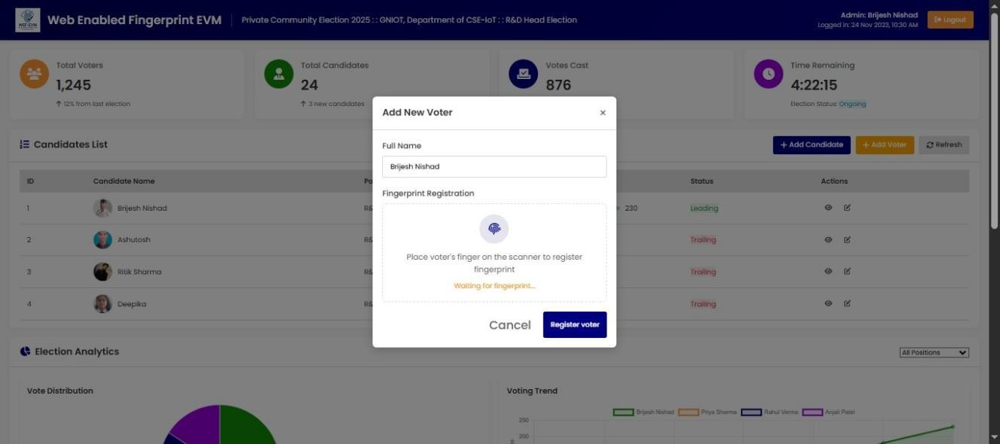 WEF-EVM
Web Enabled Fingerprint EVM
Private Community Election 2025 : : GNIOT, Department of CSE-IoT : : R&D Head Election
Admin: Brijesh Nishad
Logged in: 24 Nov 2023, 10:30 AM
Logout
Total Voters
1,245
↑ 12% from last election
Total Candidates
24
↑ 3 new candidates
Votes Cast
876
Time Remaining
4:22:15
Election Status: Ongoing
Candidates List
+ Add Candidate
+ Add Voter
Refresh
ID Candidate Name Po Status Actions
1 Brijesh Nishad R& 230 Leading
2 Ashutosh R& Trailing
3 Ritik Sharma R& Trailing
4 Deepika R& Trailing
Add New Voter ×
Full Name
Brijesh Nishad
Fingerprint Registration
Place voter's finger on the scanner to register
fingerprint
Waiting for fingerprint...
Cancel
Register voter
Election Analytics
All Positions
Vote Distribution
Voting Trend
Brijesh Nishad Priya Sharma Rahul Verma Anjali Patel
250
200